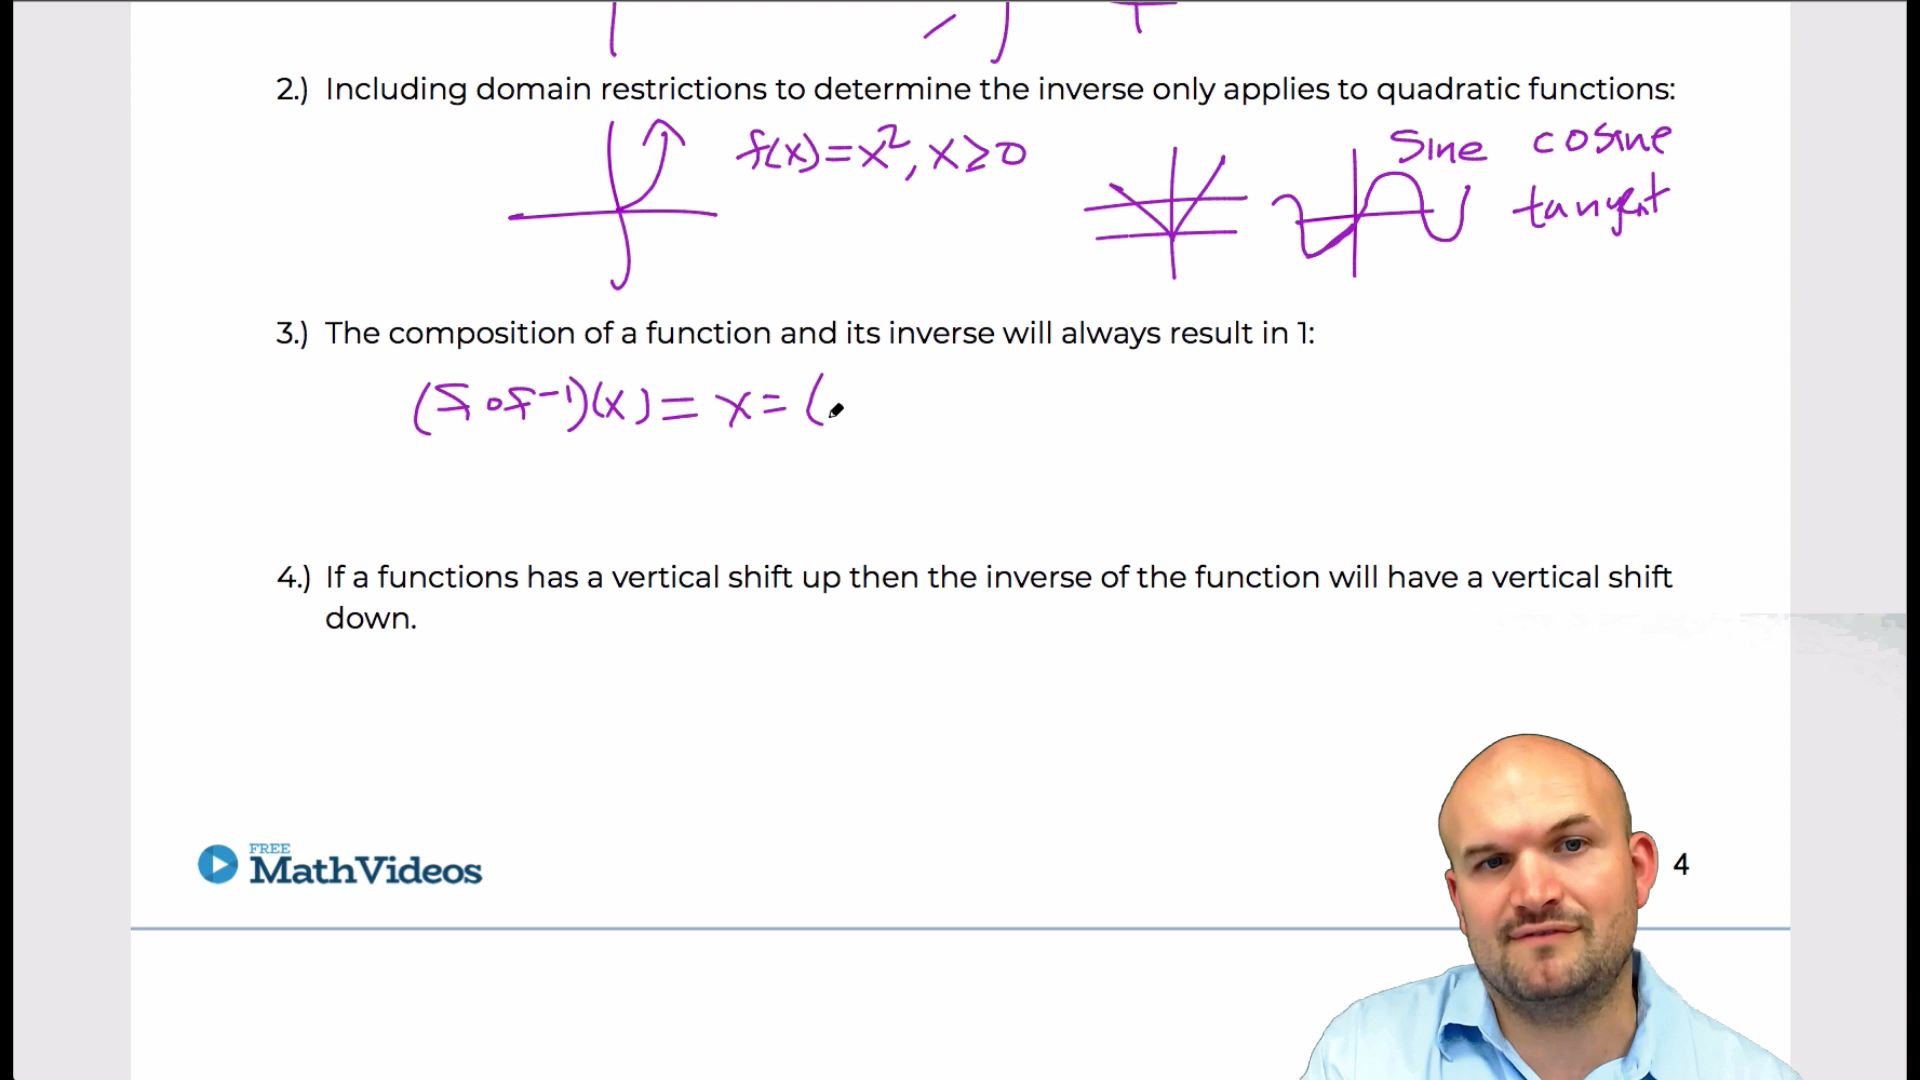 2.) Including domain restrictions to determine the inverse only applies to quadratic functions:
f(x)=x², x≥0
sine cosine
tangent
3.) The composition of a function and its inverse will always result in 1:
(f∘f⁻¹)(x) = x = (
4.) If a functions has a vertical shift up then the inverse of the function will have a vertical shift
down.
FREE
MathVideos
4